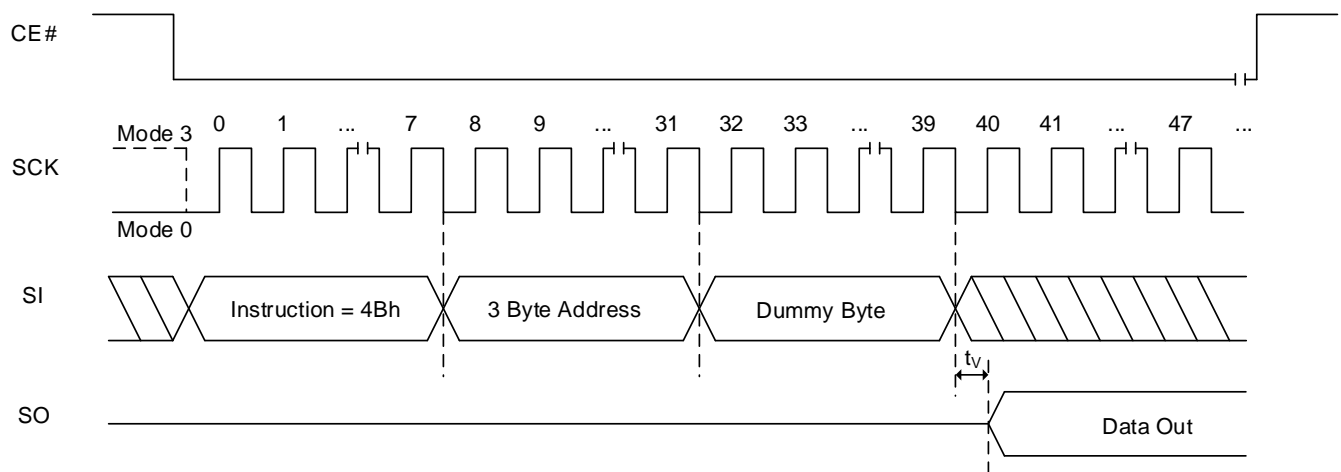 CE#
Mode 3 0 1 ... 7 8 9 ... 31 32 33 ... 39 40 41 ... 47 ...
SCK
Mode 0
SI Instruction = 4Bh 3 Byte Address Dummy Byte
tV
SO Data Out